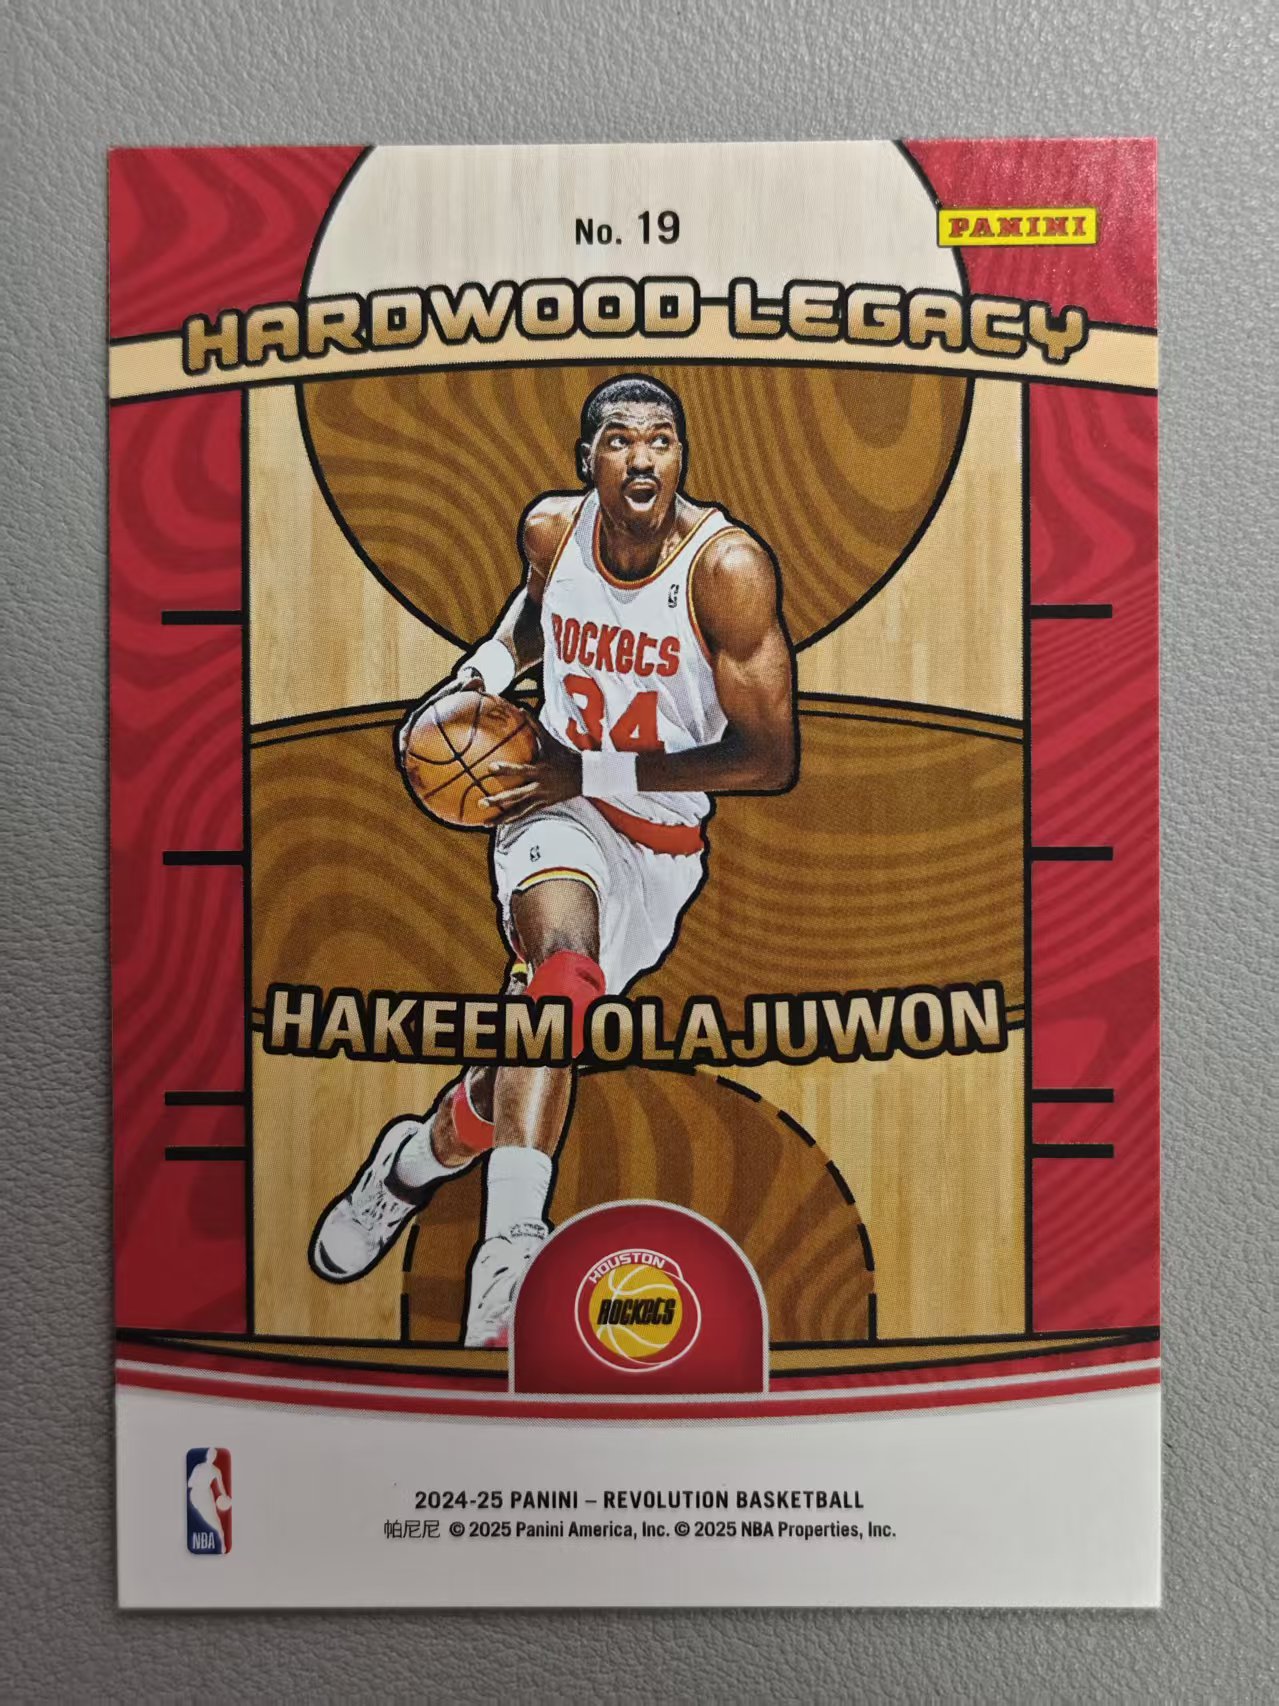 No. 19
PANINI
HARDWOOD LEGACY
ROCKETS
34
HAKEEM OLAJUWON
HOUSTON
ROCKETS
NBA
2024-25 PANINI – REVOLUTION BASKETBALL
帕尼尼 © 2025 Panini America, Inc. © 2025 NBA Properties, Inc.